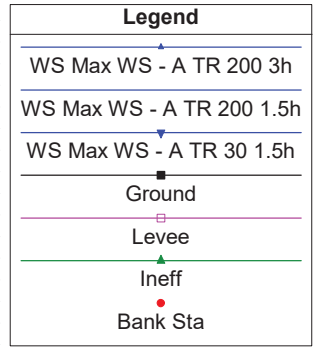 Legend
WS Max WS - A TR 200 3h
WS Max WS - A TR 200 1.5h
WS Max WS - A TR 30 1.5h
Ground
Levee
Ineff
Bank Sta